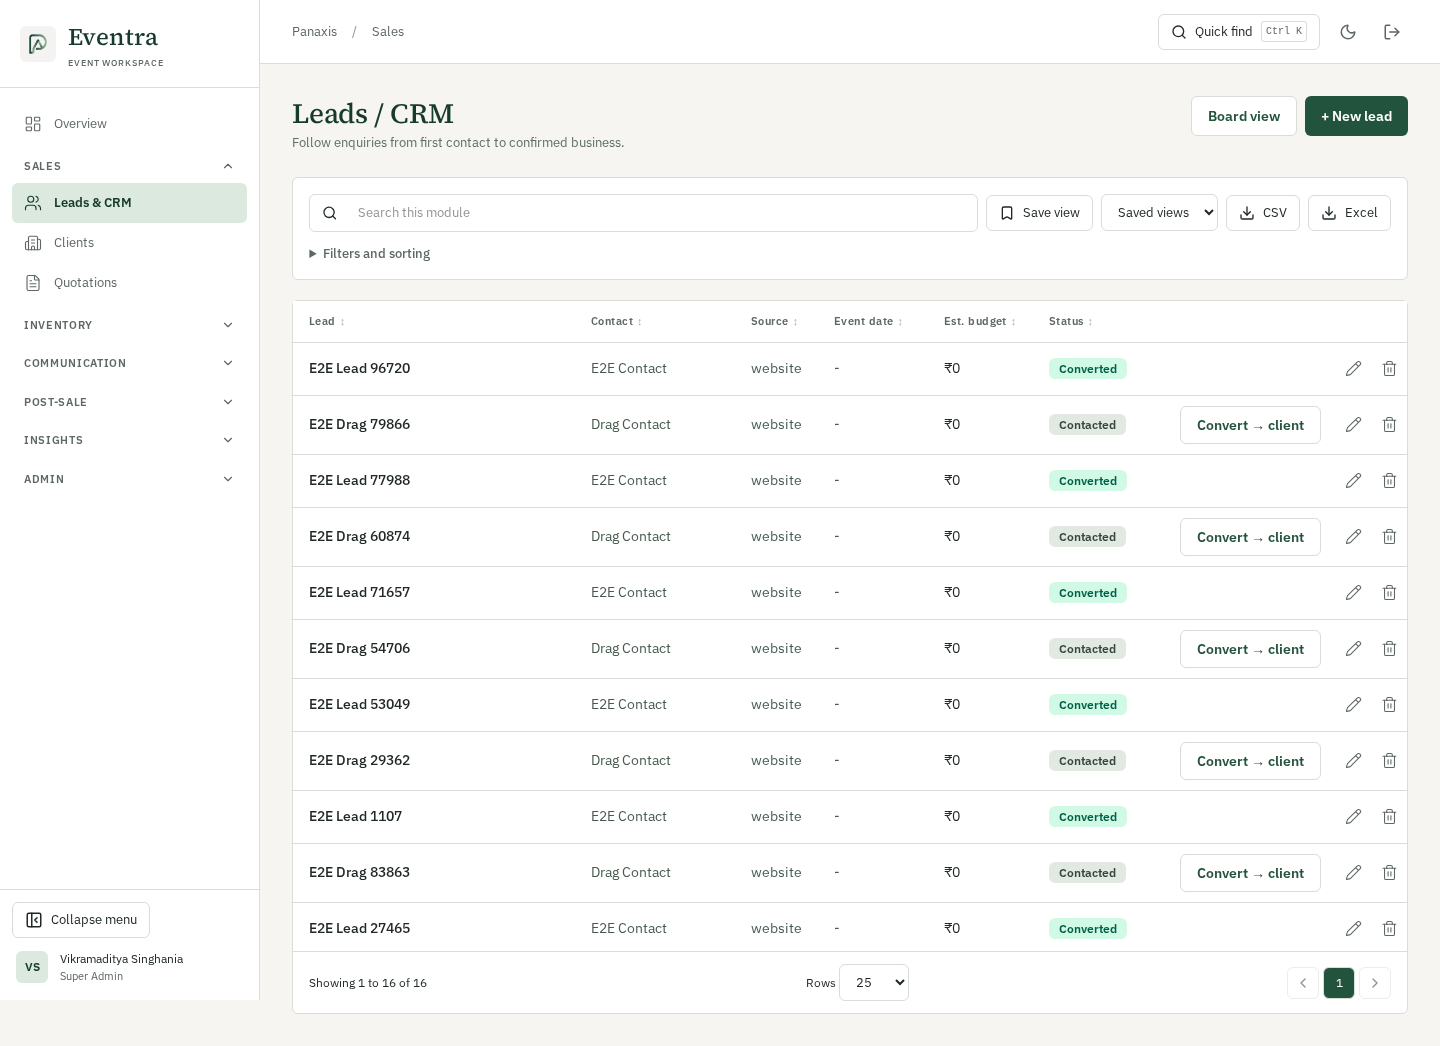 Eventra
EVENT WORKSPACE
Panaxis / Sales
Quick find Ctrl K
Overview
SALES
Leads & CRM
Clients
Quotations
INVENTORY
COMMUNICATION
POST-SALE
INSIGHTS
ADMIN
Collapse menu
VS
Vikramaditya Singhania
Super Admin
Leads / CRM
Follow enquiries from first contact to confirmed business.
Board view
+ New lead
Search this module
Save view
Saved views
CSV
Excel
Filters and sorting
Lead Contact Source Event date Est. budget Status
E2E Lead 96720 E2E Contact website - ₹0 Converted
E2E Drag 79866 Drag Contact website - ₹0 Contacted Convert → client
E2E Lead 77988 E2E Contact website - ₹0 Converted
E2E Drag 60874 Drag Contact website - ₹0 Contacted Convert → client
E2E Lead 71657 E2E Contact website - ₹0 Converted
E2E Drag 54706 Drag Contact website - ₹0 Contacted Convert → client
E2E Lead 53049 E2E Contact website - ₹0 Converted
E2E Drag 29362 Drag Contact website - ₹0 Contacted Convert → client
E2E Lead 1107 E2E Contact website - ₹0 Converted
E2E Drag 83863 Drag Contact website - ₹0 Contacted Convert → client
E2E Lead 27465 E2E Contact website - ₹0 Converted
Showing 1 to 16 of 16 Rows 25 1